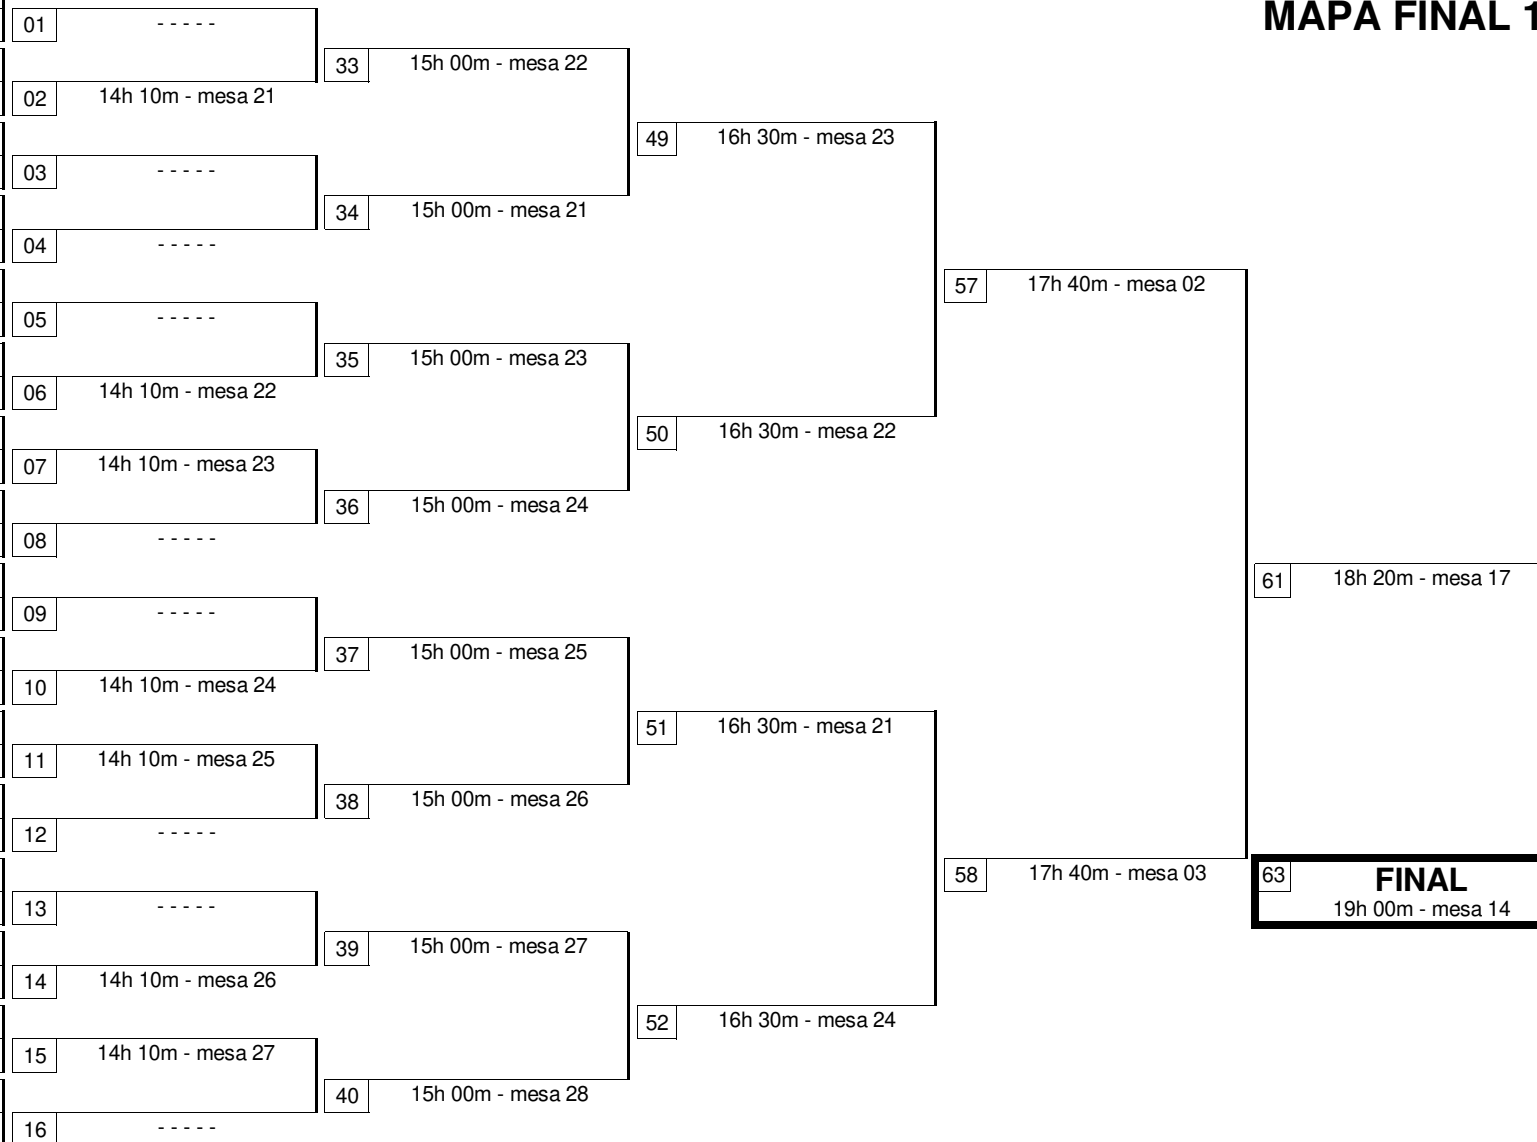 MAPA FINAL 1
01 - - - - -
33 15h 00m - mesa 22
02 14h 10m - mesa 21
49 16h 30m - mesa 23
03 - - - - -
34 15h 00m - mesa 21
04 - - - - -
57 17h 40m - mesa 02
05 - - - - -
35 15h 00m - mesa 23
06 14h 10m - mesa 22
50 16h 30m - mesa 22
07 14h 10m - mesa 23
36 15h 00m - mesa 24
08 - - - - -
61 18h 20m - mesa 17
09 - - - - -
37 15h 00m - mesa 25
10 14h 10m - mesa 24
51 16h 30m - mesa 21
11 14h 10m - mesa 25
38 15h 00m - mesa 26
12 - - - - -
58 17h 40m - mesa 03
63 FINAL
19h 00m - mesa 14
13 - - - - -
39 15h 00m - mesa 27
14 14h 10m - mesa 26
52 16h 30m - mesa 24
15 14h 10m - mesa 27
40 15h 00m - mesa 28
16 - - - - -